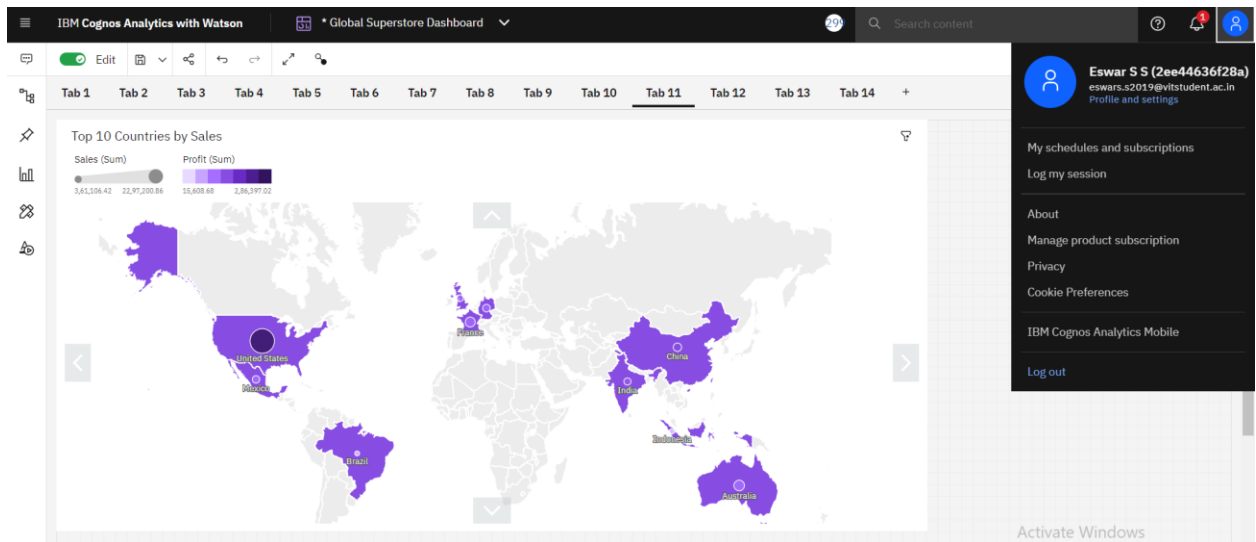 IBM Cognos Analytics with Watson
* Global Superstore Dashboard
299
Search content
1
Edit
Tab 1 Tab 2 Tab 3 Tab 4 Tab 5 Tab 6 Tab 7 Tab 8 Tab 9 Tab 10 Tab 11 Tab 12 Tab 13 Tab 14 +
Top 10 Countries by Sales
Sales (Sum) Profit (Sum)
3,61,106.42 22,97,200.86 15,608.68 2,86,397.02
France
United States
China
Mexico
India
Indonesia
Brazil
Australia
Eswar S S (2ee44636f28a)
eswars.s2019@vitstudent.ac.in
Profile and settings
My schedules and subscriptions
Log my session
About
Manage product subscription
Privacy
Cookie Preferences
IBM Cognos Analytics Mobile
Log out
Activate Windows